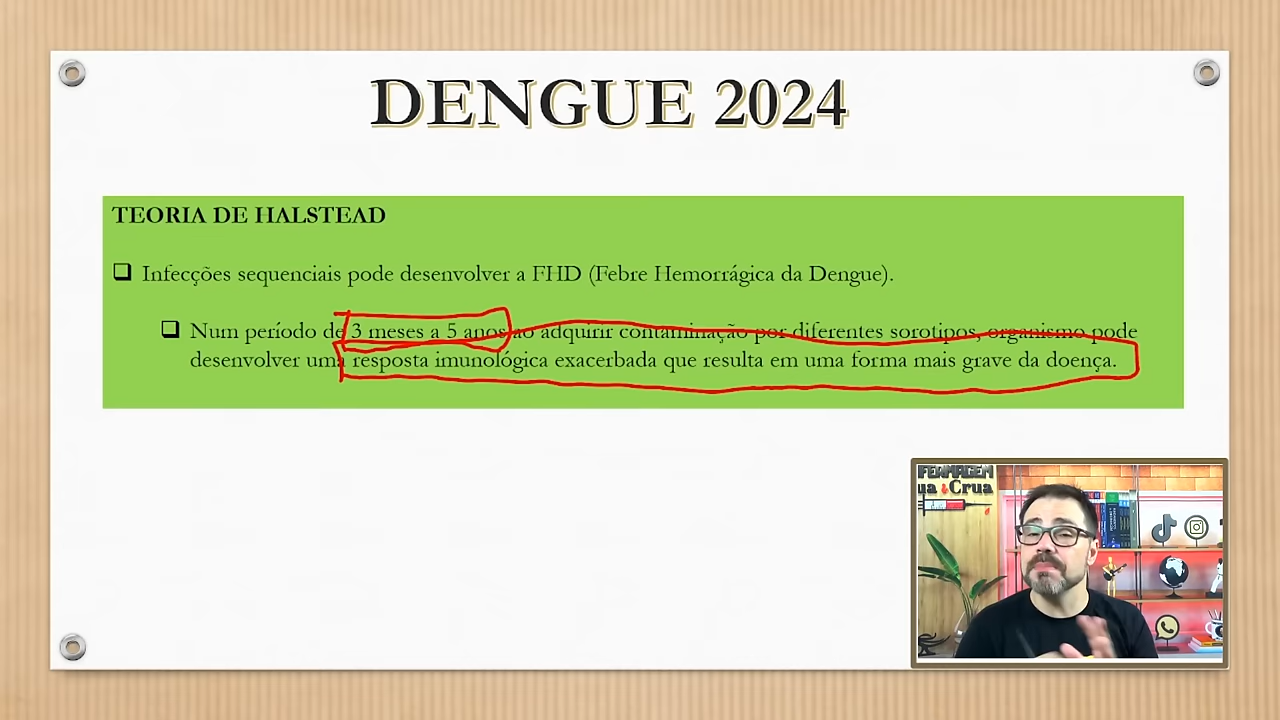 DENGUE 2024
TEORIA DE HALSTEAD
Infecções sequenciais pode desenvolver a FHD (Febre Hemorrágica da Dengue).
Num período de 3 meses a 5 anos ao adquirir contaminação por diferentes sorotipos, organismo pode
desenvolver uma resposta imunológica exacerbada que resulta em uma forma mais grave da doença.
FERMAGEM
ua Crua